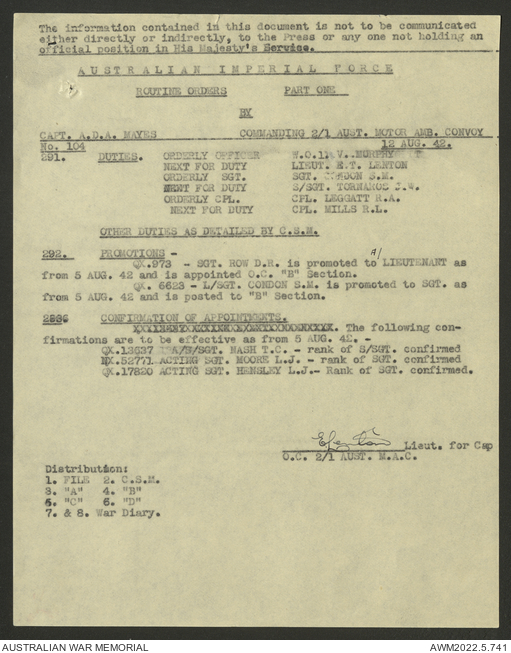 The information contained in this document is not to be communicated
either directly or indirectly, to the Press or any one not holding an
official position in His Majesty's Service.
AUSTRALIAN IMPERIAL FORCE
ROUTINE ORDERS PART ONE
BY
CAPT. A.D.A. MAYES COMMANDING 2/1 AUST. MOTOR AMB. CONVOY
No. 104 12 AUG. 42.
291. DUTIES. ORDERLY OFFICER W.O.1 V. MURPHY
NEXT FOR DUTY LIEUT. E.T. LENTON
ORDERLY SGT. SGT. CONDON S.M.
NEXT FOR DUTY S/SGT. TORNAROS
ORDERLY CPL. CPL. LEGGATT R.A.
NEXT FOR DUTY CPL. MILLS R.L.
OTHER DUTIES AS DETAILED BY C.S.M.
292. PROMOTIONS -
QX.973 - SGT. ROW D.R. is promoted to A/ LIEUTENANT as
from 5 AUG. 42 and is appointed O.C. "B" Section.
QX. 6623 - L/SGT. CONDON S.M. is promoted to SGT. as
from 5 AUG. 42 and is posted to "B" Section.
CONFIRMATION OF APPOINTMENTS.
The following con-
firmations are to be effective as from 5 AUG. 42. -
QX.13637 A/S/SGT. NASH T.C. - rank of S/SGT. confirmed
NX.52771 ACTING SGT. MOORE L.J. - rank of SGT. confirmed
QX.17820 ACTING SGT. HENSLEY L.J.- Rank of SGT. confirmed.
Lieut. for Cap
O.C. 2/1 AUST. M.A.C.
Distribution:
1. FILE 2. C.S.M.
3. "A" 4. "B"
5. "C" 6. "D"
7. & 8. War Diary.
AUSTRALIAN WAR MEMORIAL AWM2022.5.741